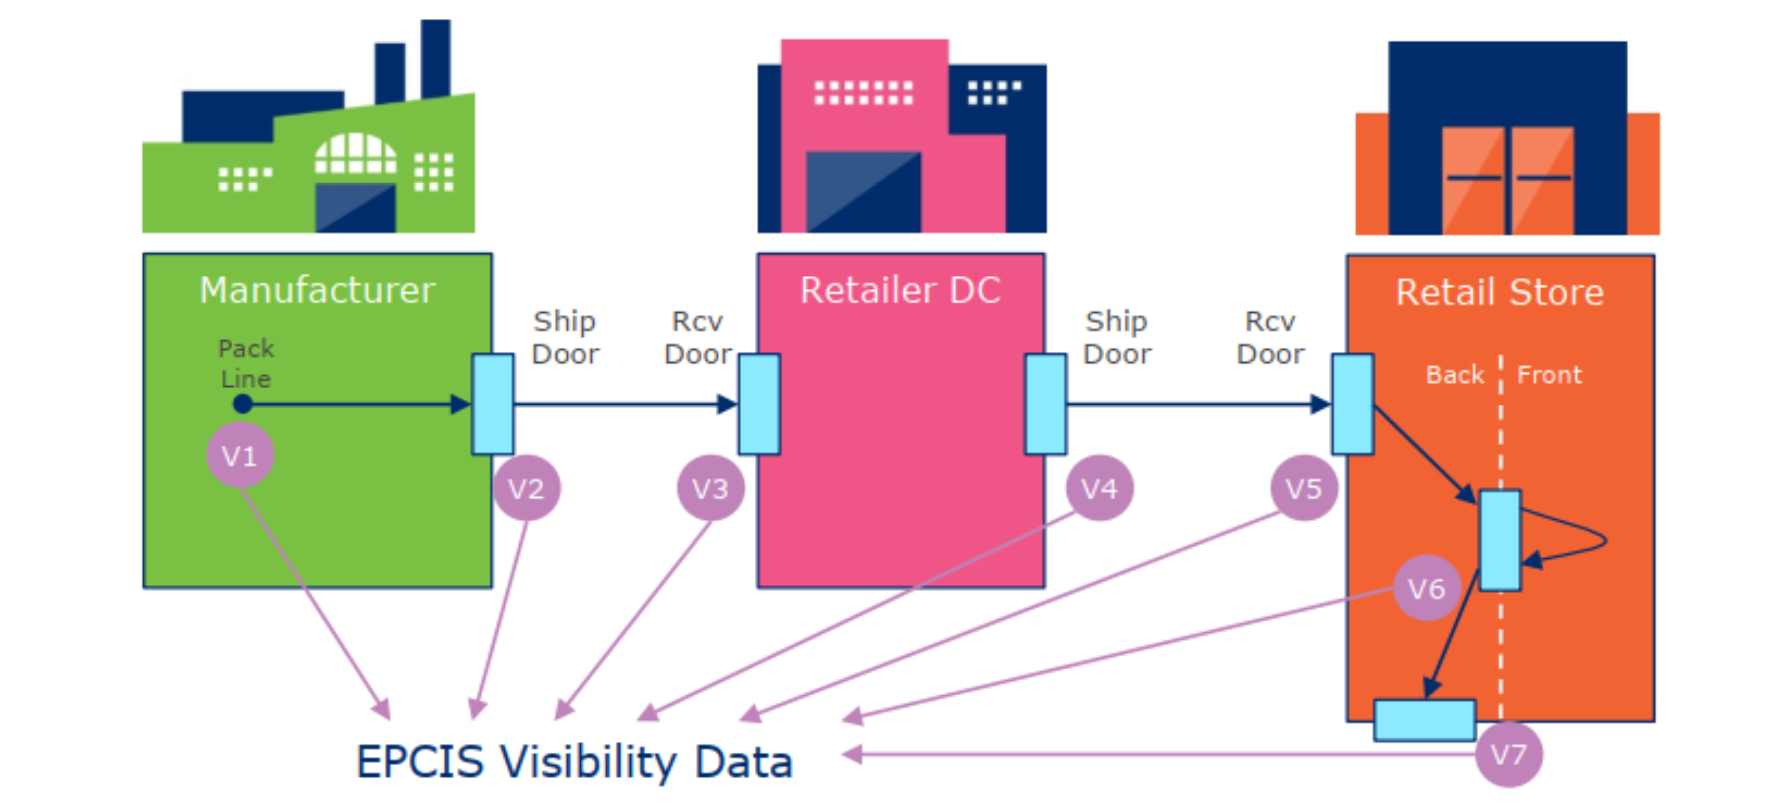 Manufacturer
Pack
Line
Ship
Door
Rcv
Door
Retailer DC
Ship
Door
Rcv
Door
Retail Store
Back
Front
V1
V2
V3
V4
V5
V6
V7
EPCIS Visibility Data